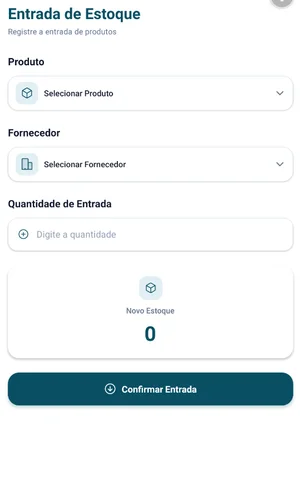 Entrada de Estoque
Registre a entrada de produtos
Produto
Selecionar Produto
Fornecedor
Selecionar Fornecedor
Quantidade de Entrada
Digite a quantidade
Novo Estoque
0
Confirmar Entrada